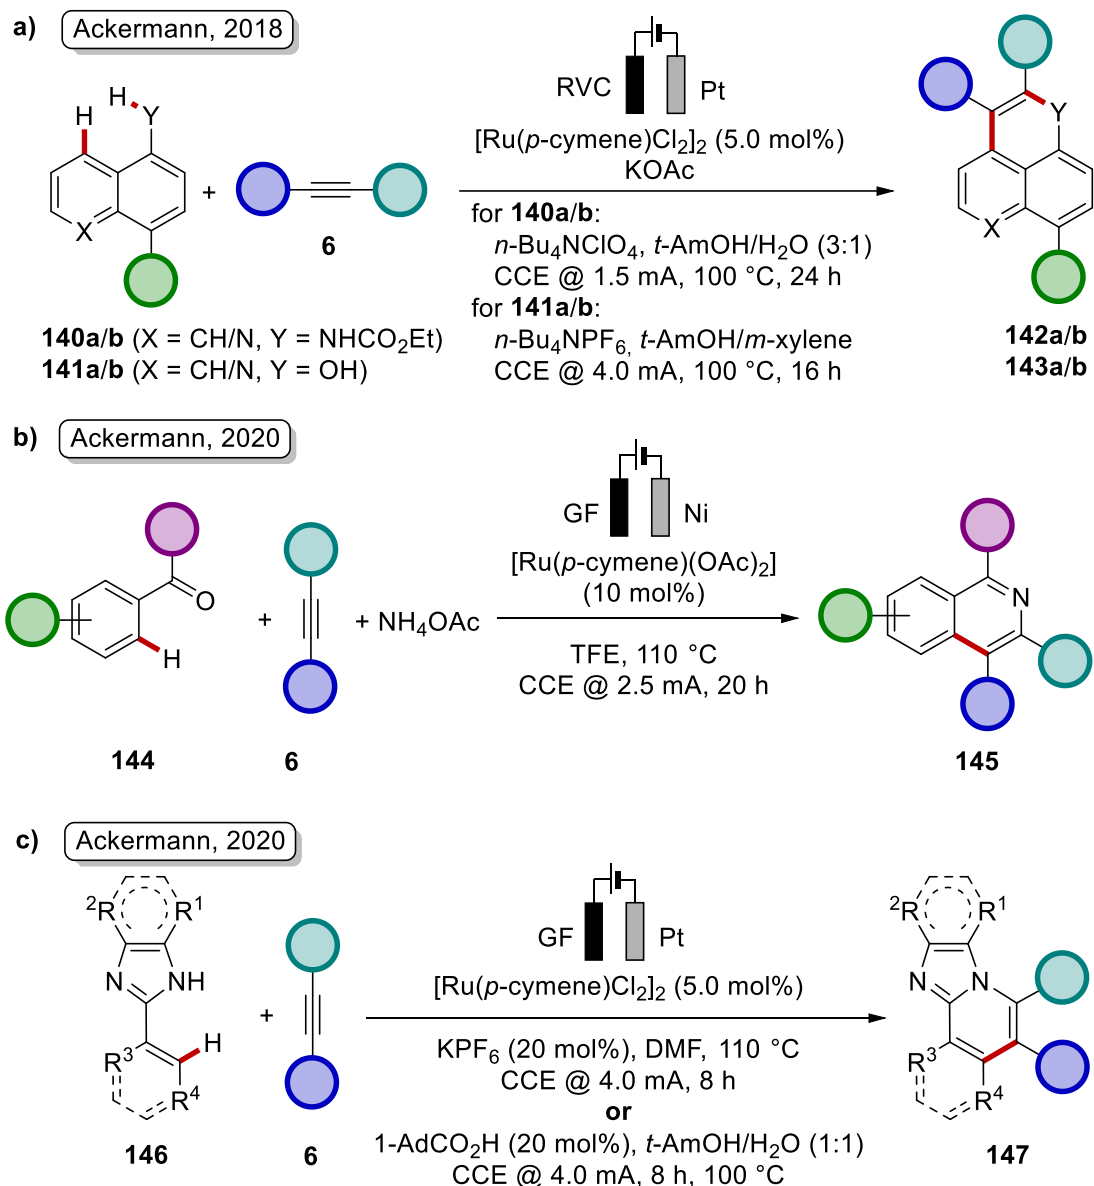 a) Ackermann, 2018
RVC Pt
[Ru(p-cymene)Cl₂]₂ (5.0 mol%)
KOAc
H H Y X
+
6
for 140a/b:
n-Bu₄NClO₄, t-AmOH/H₂O (3:1)
CCE @ 1.5 mA, 100 °C, 24 h
for 141a/b:
n-Bu₄NPF₆, t-AmOH/m-xylene
CCE @ 4.0 mA, 100 °C, 16 h
140a/b (X = CH/N, Y = NHCO₂Et)
141a/b (X = CH/N, Y = OH)
Y X
142a/b
143a/b
b) Ackermann, 2020
GF Ni
[Ru(p-cymene)(OAc)₂]
(10 mol%)
O H
+
+ NH₄OAc
TFE, 110 °C
CCE @ 2.5 mA, 20 h
N
144
6
145
c) Ackermann, 2020
GF Pt
[Ru(p-cymene)Cl₂]₂ (5.0 mol%)
²R R¹
N NH
H
R³
R⁴
+
KPF₆ (20 mol%), DMF, 110 °C
CCE @ 4.0 mA, 8 h
or
1-AdCO₂H (20 mol%), t-AmOH/H₂O (1:1)
CCE @ 4.0 mA, 8 h, 100 °C
²R R¹
N N
R³
R⁴
146
6
147